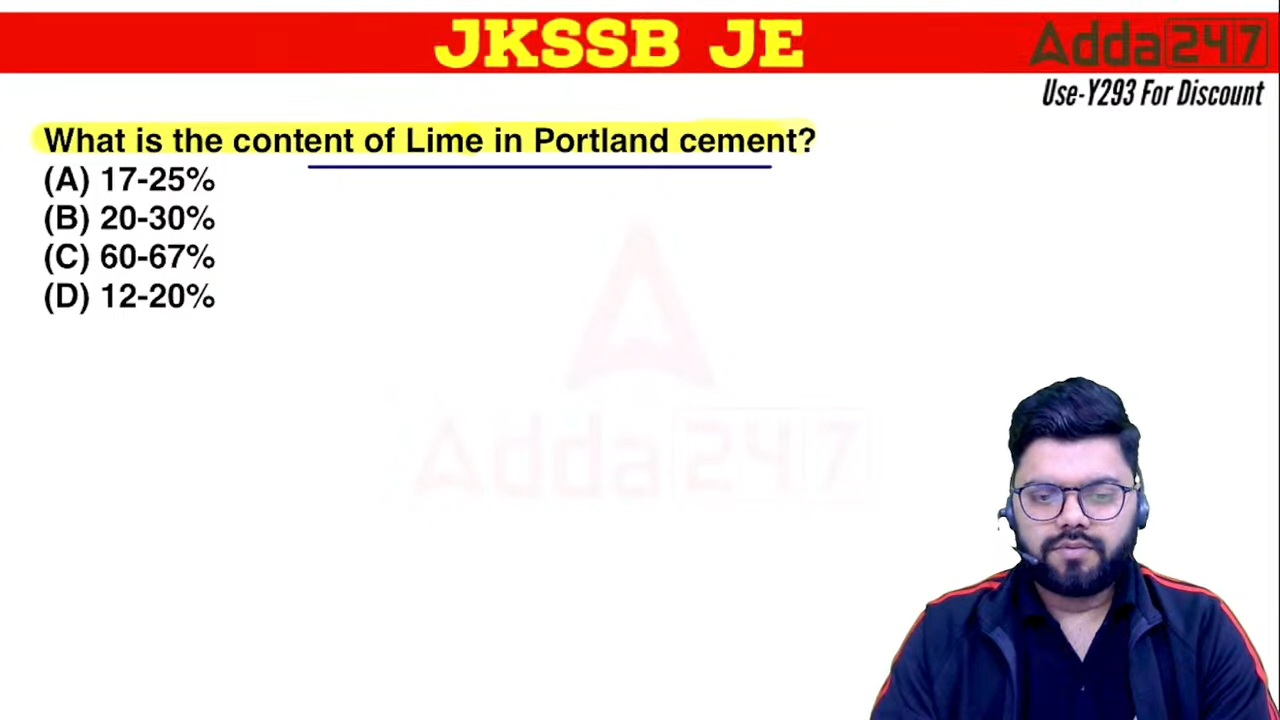 JKSSB JE
Adda247
Use-Y293 For Discount
What is the content of Lime in Portland cement?
(A) 17-25%
(B) 20-30%
(C) 60-67%
(D) 12-20%
Adda247